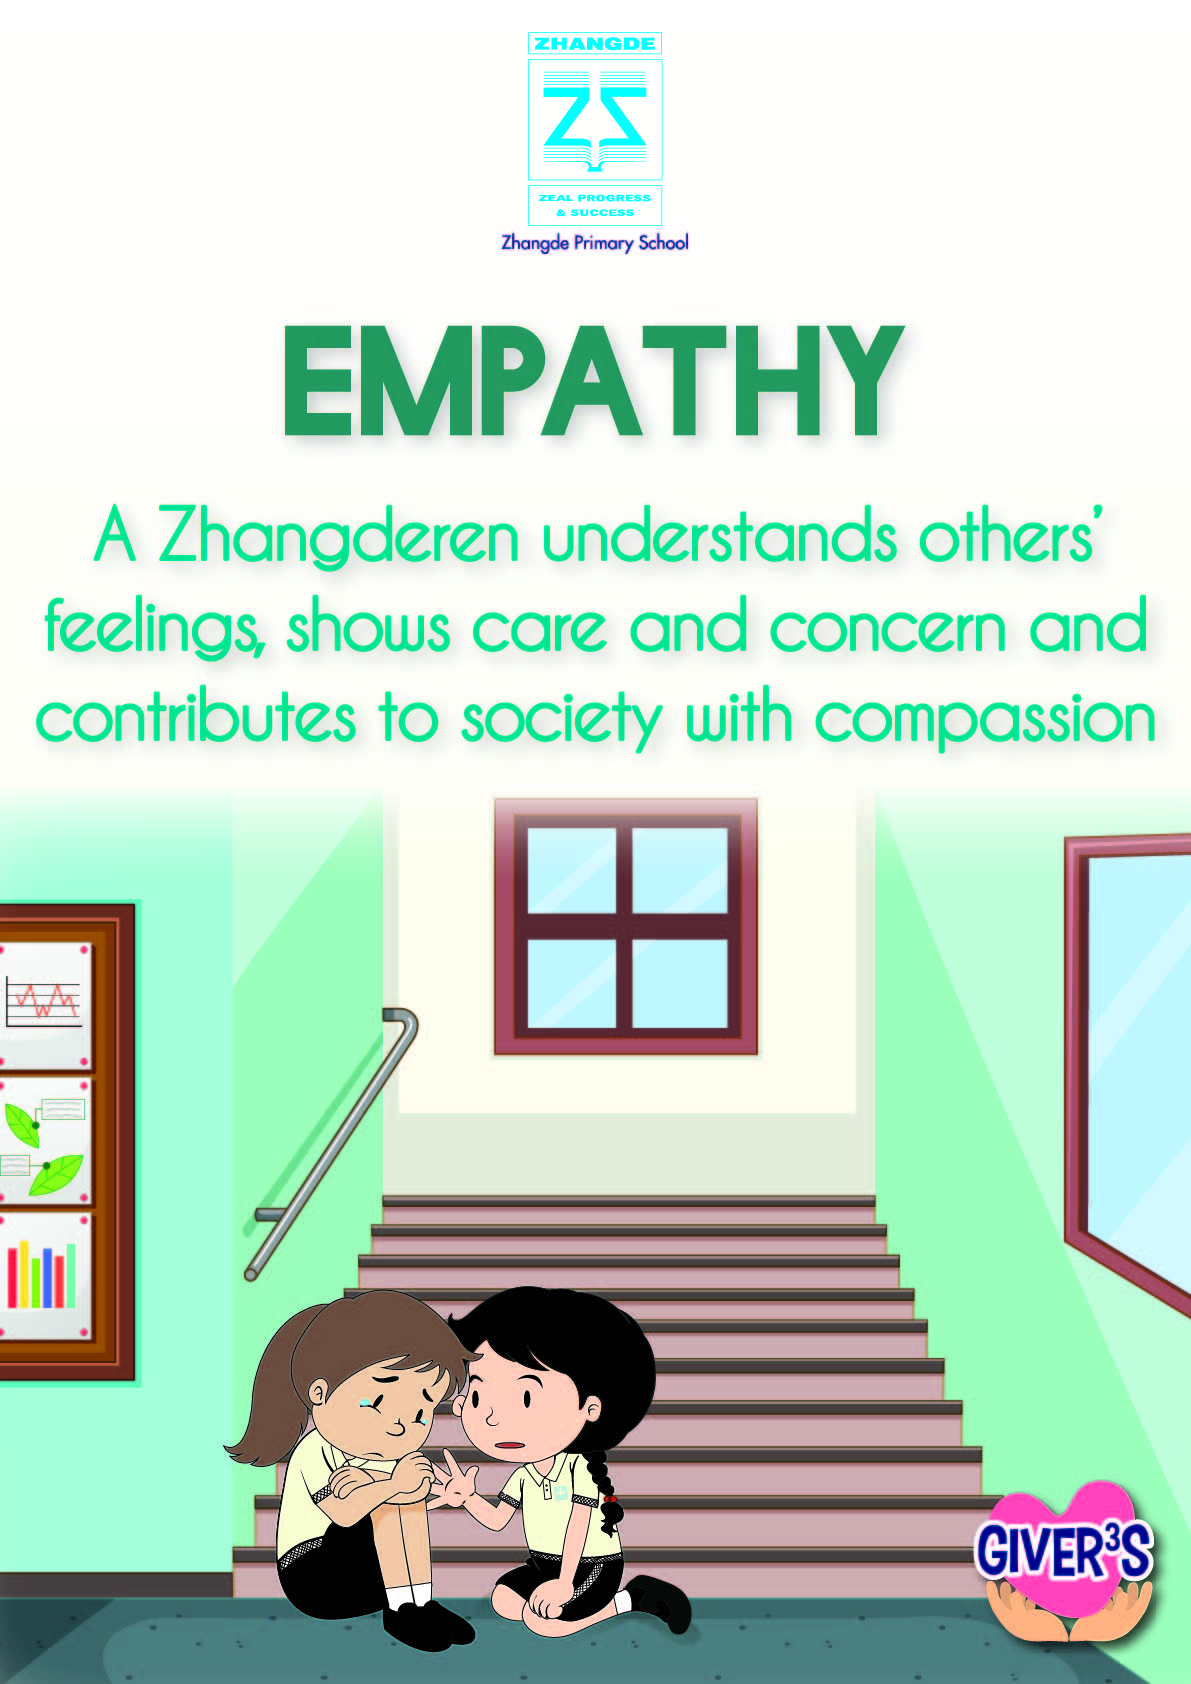 ZHANGDE
ZEAL PROGRESS
& SUCCESS
Zhangde Primary School
EMPATHY
A Zhangderen understands others’
feelings, shows care and concern and
contributes to society with compassion
GIVER³S